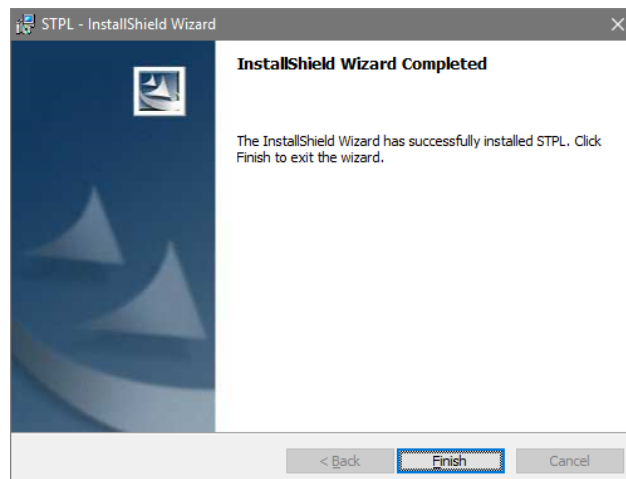 STPL - InstallShield Wizard
InstallShield Wizard Completed
The InstallShield Wizard has successfully installed STPL. Click
Finish to exit the wizard.
< Back
Finish
Cancel